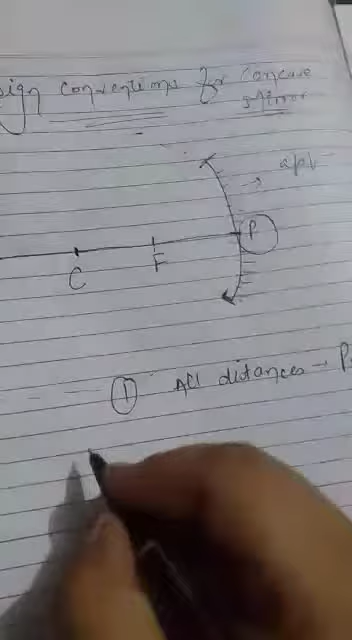 sign conventions for concave
mirror
P
F
C
① All distances → P